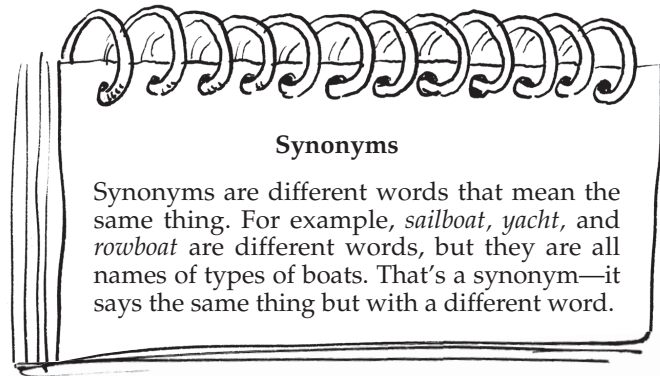 Synonyms
Synonyms are different words that mean the
same thing. For example, sailboat, yacht, and
rowboat are different words, but they are all
names of types of boats. That’s a synonym—it
says the same thing but with a different word.